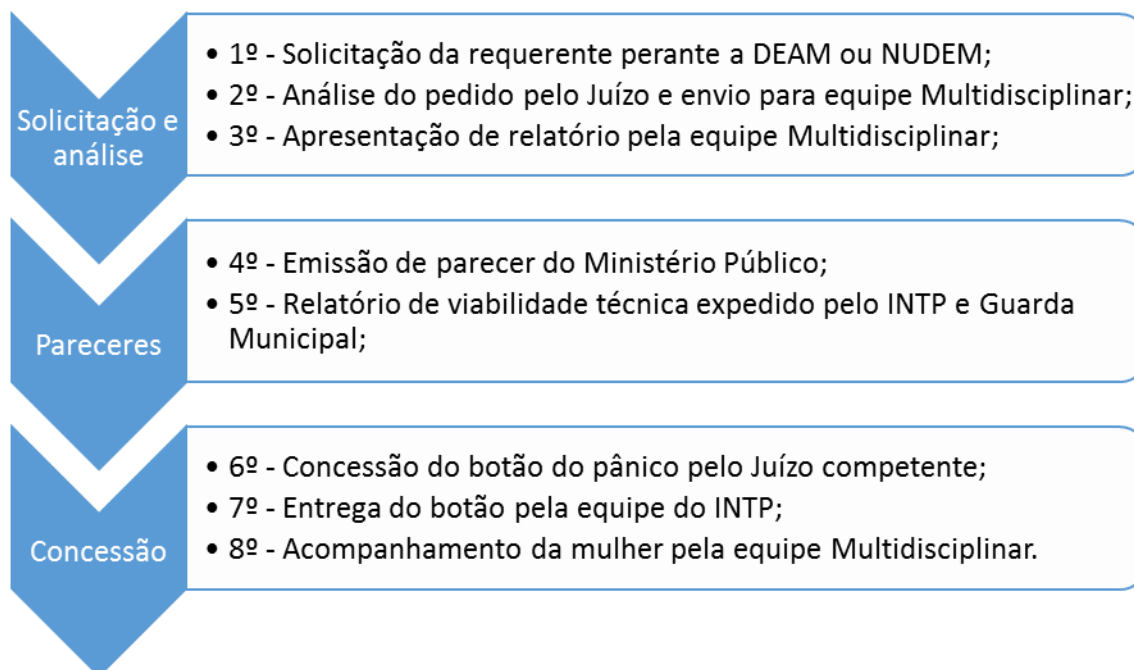 Solicitação e
análise
• 1º - Solicitação da requerente perante a DEAM ou NUDEM;
• 2º - Análise do pedido pelo Juízo e envio para equipe Multidisciplinar;
• 3º - Apresentação de relatório pela equipe Multidisciplinar;
Pareceres
• 4º - Emissão de parecer do Ministério Público;
• 5º - Relatório de viabilidade técnica expedido pelo INTP e Guarda
Municipal;
Concessão
• 6º - Concessão do botão do pânico pelo Juízo competente;
• 7º - Entrega do botão pela equipe do INTP;
• 8º - Acompanhamento da mulher pela equipe Multidisciplinar.